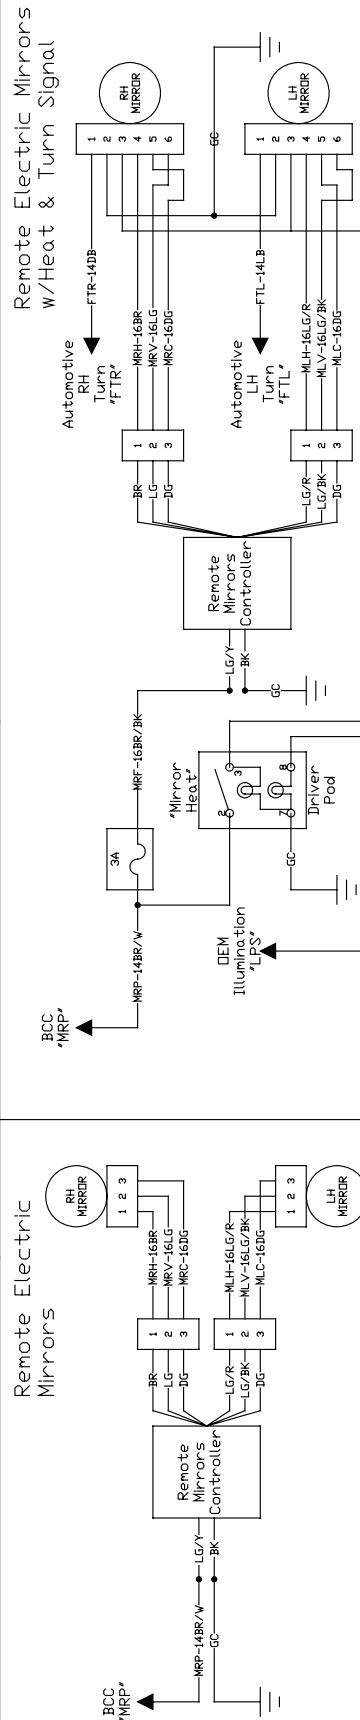 Remote Electric Mirrors
W/Heat & Turn Signal
RH
MIRROR
1 2 3 4 5 6
FTR-14DB
Automotive
RH
Turn
"FTR"
MRH-16BR
MRV-16LG
MRC-16DG
1 2 3
BR
LG
DG
GC
LH
MIRROR
1 2 3 4 5 6
FTL-14LB
Automotive
LH
Turn
"FTL"
MLH-16LG/R
MLV-16LG/BK
MLC-16DG
1 2 3
LG/R
LG/BK
DG
Remote
Mirrors
Controller
LG/Y
BK
GC
MRF-16BR/BK
3A
MRP-14BR/W
BCC
"MRP"
"Mirror
Heat"
2 3
7 8
Driver
Pod
GC
OEM
Illumination
"LPS"
Remote Electric
Mirrors
RH
MIRROR
1 2 3
MRH-16BR
MRV-16LG
MRC-16DG
1 2 3
BR
LG
DG
LH
MIRROR
1 2 3
MLH-16LG/R
MLV-16LG/BK
MLC-16DG
1 2 3
LG/R
LG/BK
DG
Remote
Mirrors
Controller
LG/Y
BK
MRP-14BR/W
GC
BCC
"MRP"